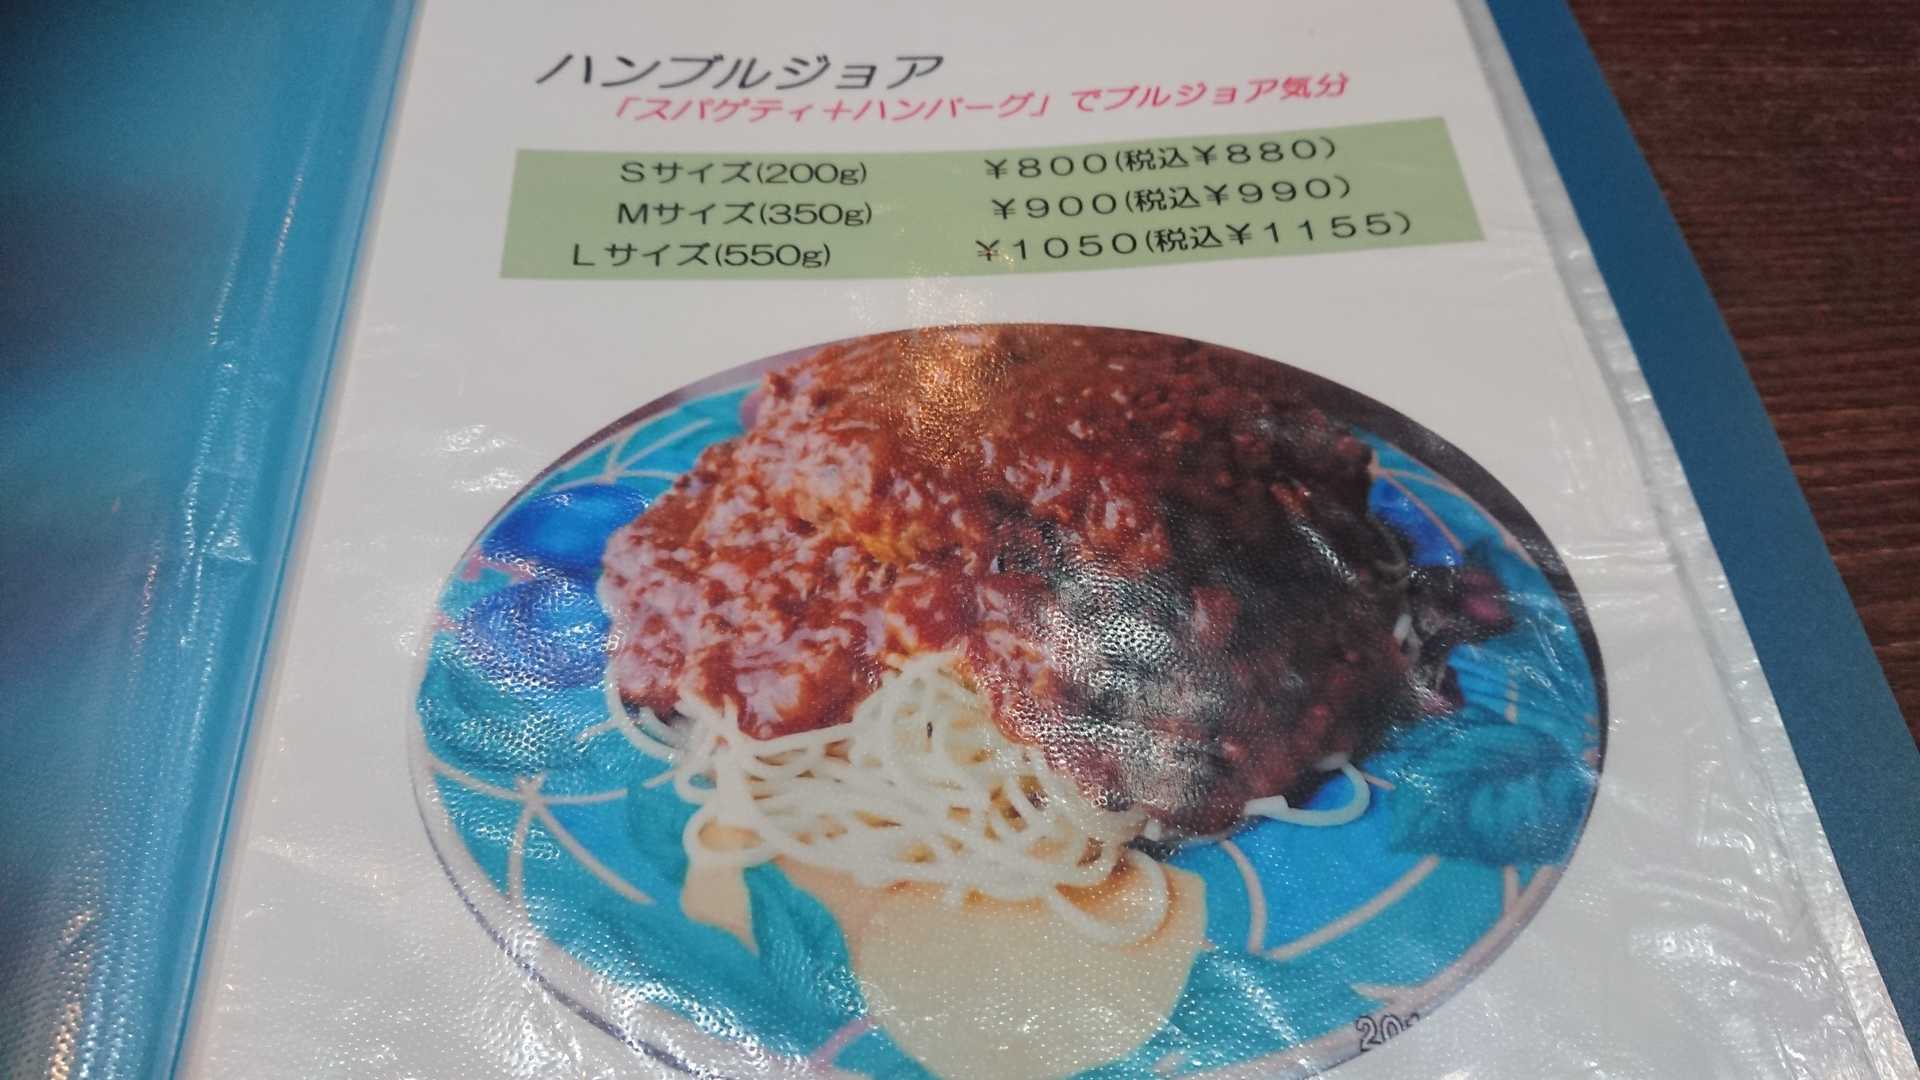 ハンブルジョア
「スパゲティ＋ハンバーグ」でブルジョア気分
Ｓサイズ(200g) ￥８００(税込￥８８０)
Ｍサイズ(350g) ￥９００(税込￥９９０)
Ｌサイズ(550g) ￥１０５０(税込￥１１５５)